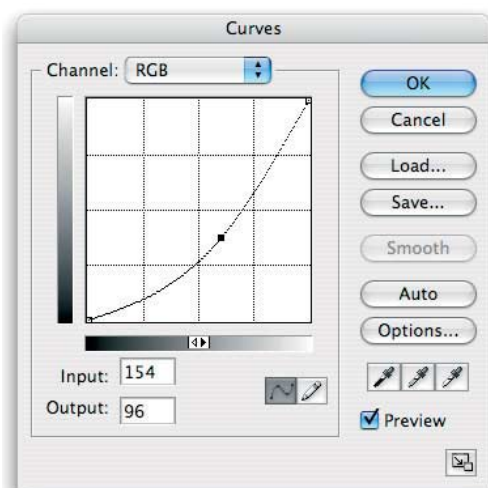 Curves
Channel: RGB
OK
Cancel
Load...
Save...
Smooth
Auto
Options...
Input: 154
Output: 96
Preview